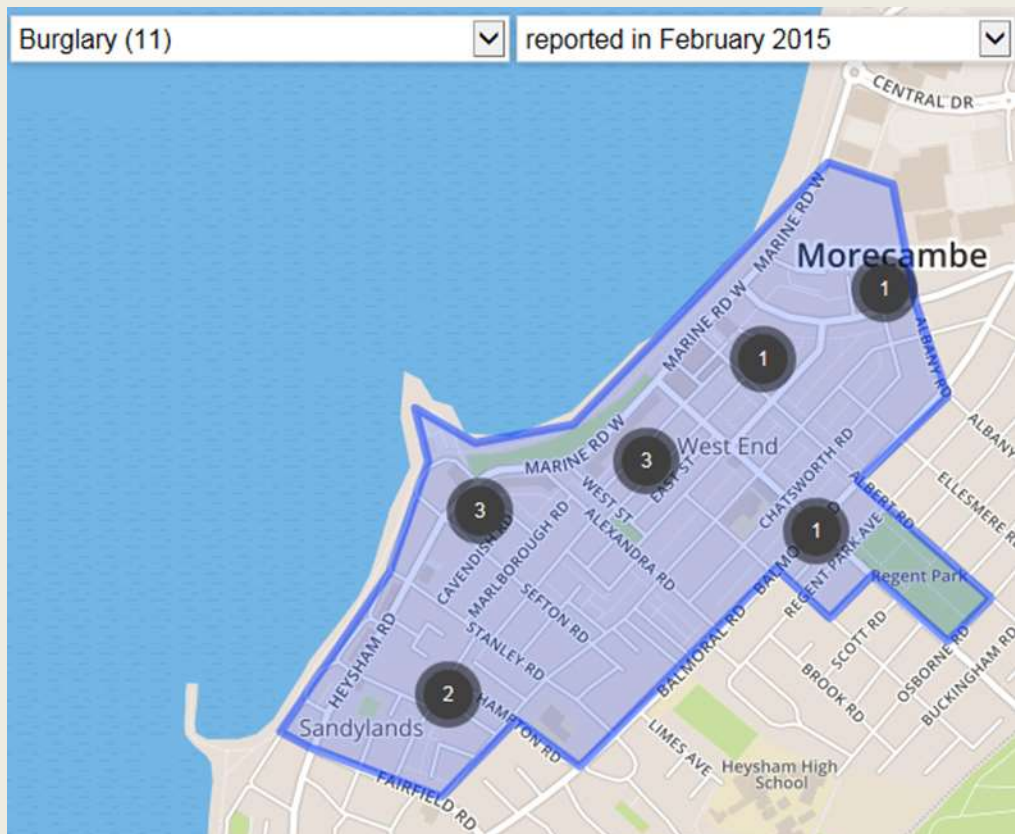 Burglary (11)
reported in February 2015
CENTRAL DR
MARINE RD W
Morecambe
1
MARINE RD W
ALBANY RD
1
ALBANY
West End
MARINE RD W
3
EAST ST
CHATSWORTH RD
ALBERT RD
ELLESMERE RD
WEST ST
3
1
ALEXANDRA RD
CAVENDISH RD
MARLBOROUGH RD
REGENT PARK AVE
Regent Park
SEFTON RD
HEYSHAM RD
STANLEY RD
BALMORAL RD
SCOTT RD
OSBORNE RD
BUCKINGHAM RD
BROOK RD
2
HAMPTON RD
Sandylands
LIMES AVE
Heysham High
School
FAIRFIELD RD